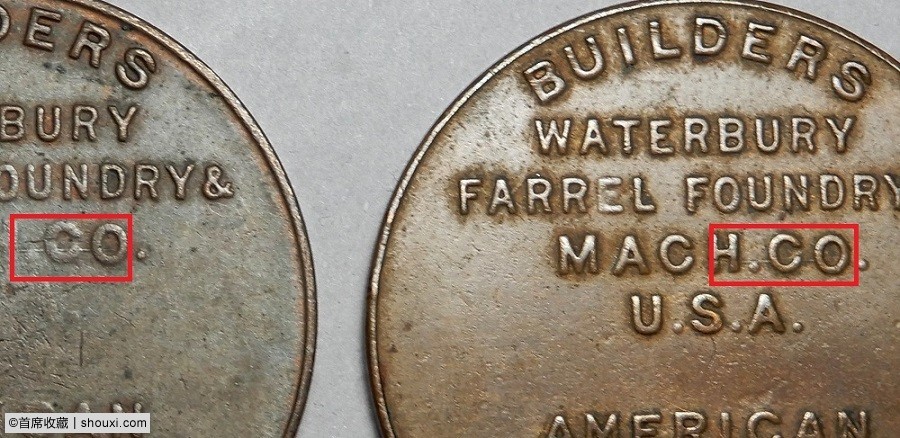 DERS
BURY
OUNDRY &
CO.
BUILDERS
WATERBURY
FARREL FOUNDRY
MACH.CO.
U.S.A.
AMERICAN
©首席收藏 | shouxi.com